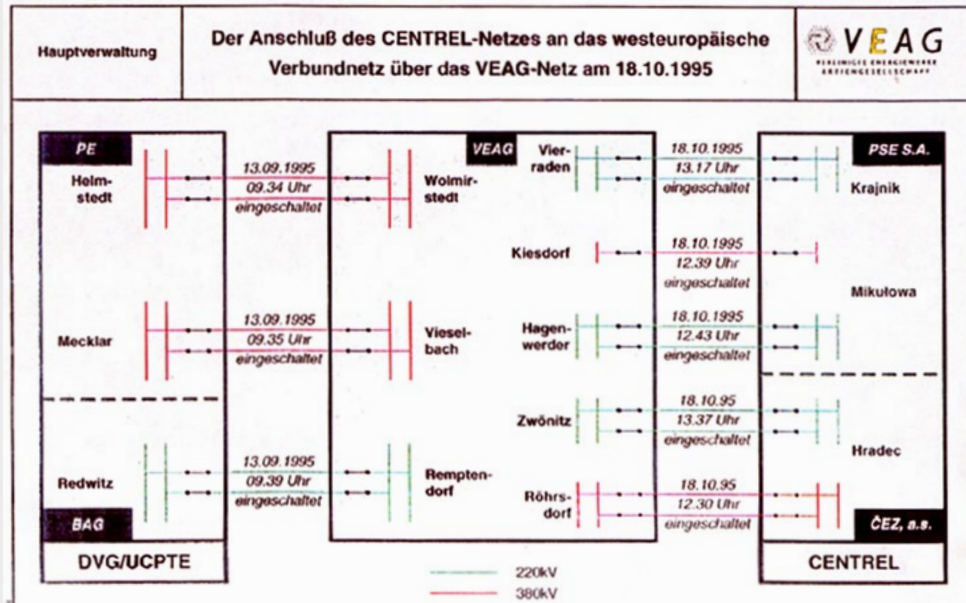 Hauptverwaltung
Der Anschluß des CENTREL-Netzes an das westeuropäische
Verbundnetz über das VEAG-Netz am 18.10.1995
VEAG
VEREINIGTE ENERGIEWERKE
AKTIENGESELLSCHAFT
PE
Helm-
stedt
13.09.1995
09.34 Uhr
eingeschaltet
Wolmir-
stedt
Mecklar
13.09.1995
09.35 Uhr
eingeschaltet
Viesel-
bach
Redwitz
13.09.1995
09.39 Uhr
eingeschaltet
Rempten-
dorf
BAG
DVG/UCPTE
VEAG
Vier-
raden
18.10.1995
13.17 Uhr
eingeschaltet
PSE S.A.
Krajnik
Kiesdorf
18.10.1995
12.39 Uhr
eingeschaltet
Mikułowa
Hagen-
werder
18.10.1995
12.43 Uhr
eingeschaltet
Zwönitz
18.10.95
13.37 Uhr
eingeschaltet
Hradec
Röhrs-
dorf
18.10.95
12.30 Uhr
eingeschaltet
ČEZ, a.s.
CENTREL
220kV
380kV